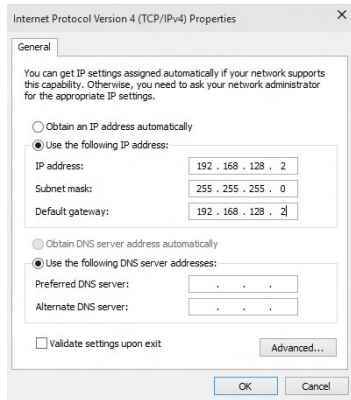 Internet Protocol Version 4 (TCP/IPv4) Properties
General
You can get IP settings assigned automatically if your network supports
this capability. Otherwise, you need to ask your network administrator
for the appropriate IP settings.
Obtain an IP address automatically
Use the following IP address:
IP address: 192 . 168 . 128 . 2
Subnet mask: 255 . 255 . 255 . 0
Default gateway: 192 . 168 . 128 . 2
Obtain DNS server address automatically
Use the following DNS server addresses:
Preferred DNS server: . . .
Alternate DNS server: . . .
Validate settings upon exit
Advanced...
OK Cancel